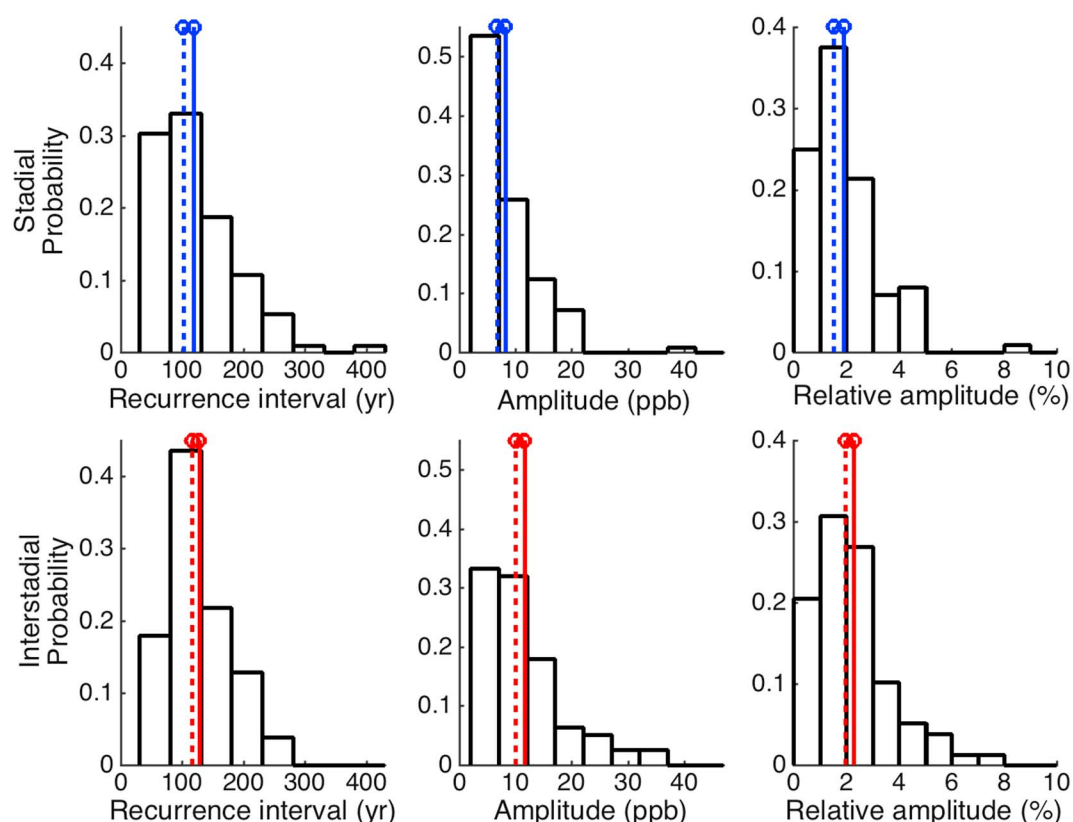 Stadial
Probability
0.4
0.3
0.2
0.1
0
0 100 200 300 400
Recurrence interval (yr)
0.5
0.4
0.3
0.2
0.1
0
0 10 20 30 40
Amplitude (ppb)
0.4
0.3
0.2
0.1
0
0 2 4 6 8 10
Relative amplitude (%)
Interstadial
Probability
0.4
0.3
0.2
0.1
0
0 100 200 300 400
Recurrence interval (yr)
0.5
0.4
0.3
0.2
0.1
0
0 10 20 30 40
Amplitude (ppb)
0.4
0.3
0.2
0.1
0
0 2 4 6 8 10
Relative amplitude (%)